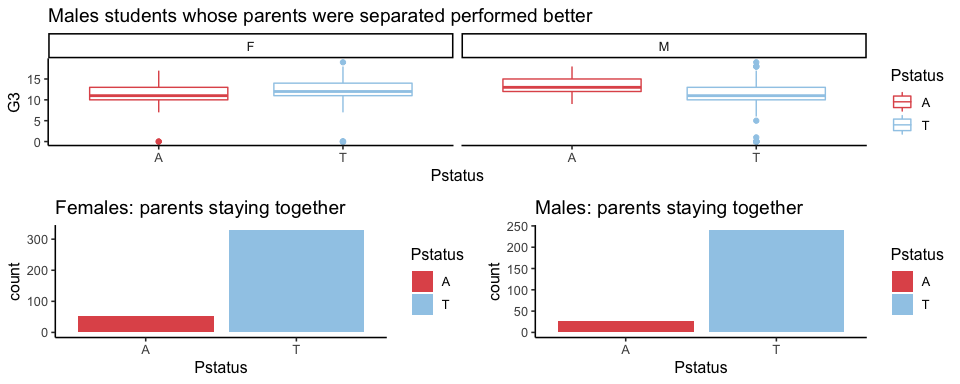 Males students whose parents were separated performed better
F
M
G3
15
10
5
0
A
T
A
T
Pstatus
Pstatus
A
T
Females: parents staying together
count
300
200
100
0
A
T
Pstatus
Pstatus
A
T
Males: parents staying together
count
250
200
150
100
50
0
A
T
Pstatus
Pstatus
A
T